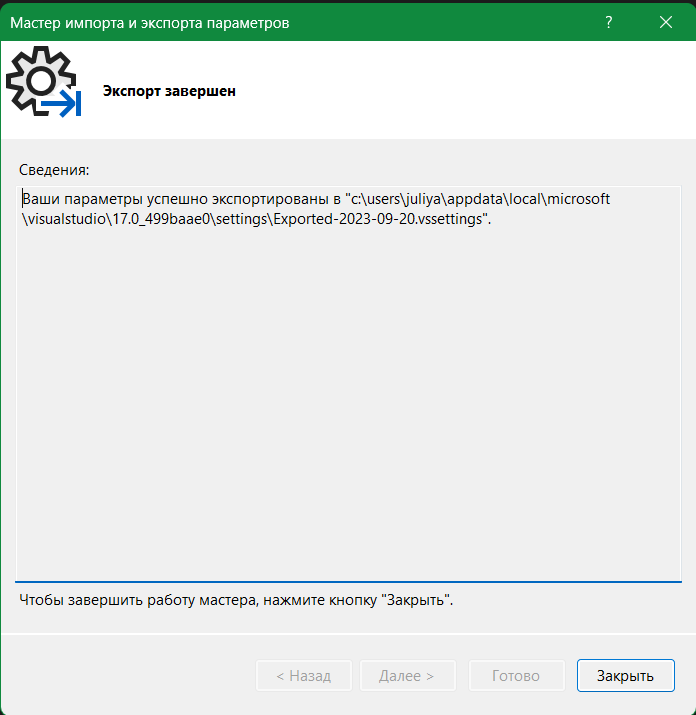 Мастер импорта и экспорта параметров
?
Экспорт завершен
Сведения:
Ваши параметры успешно экспортированы в "c:\users\juliya\appdata\local\microsoft
\visualstudio\17.0_499baae0\settings\Exported-2023-09-20.vssettings".
Чтобы завершить работу мастера, нажмите кнопку "Закрыть".
< Назад
Далее >
Готово
Закрыть